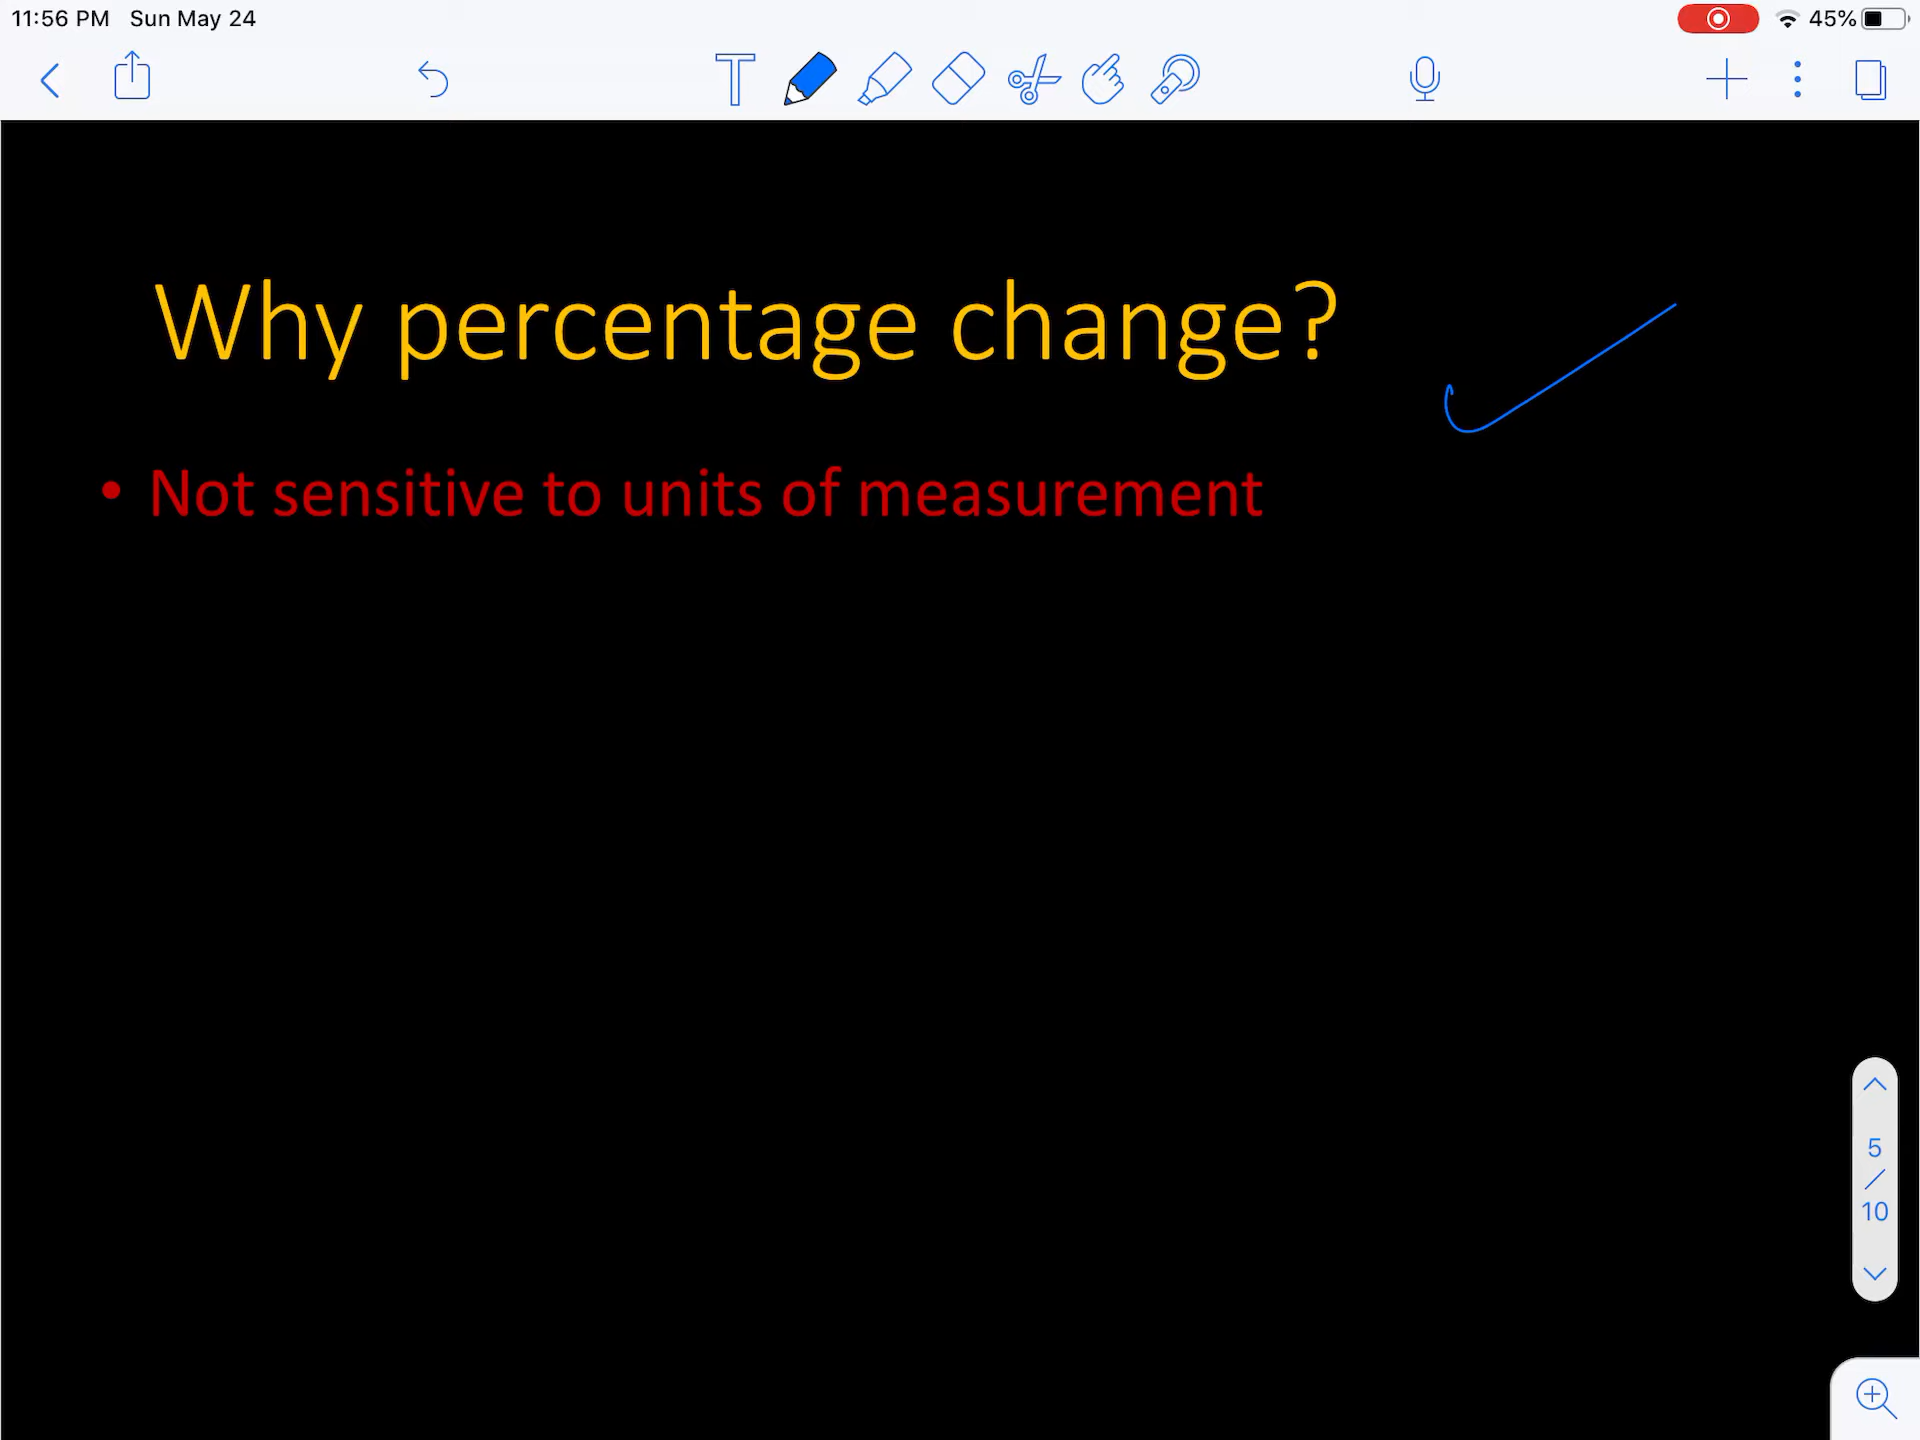 11:56 PM Sun May 24
45%
Why percentage change?
• Not sensitive to units of measurement
5
/
10